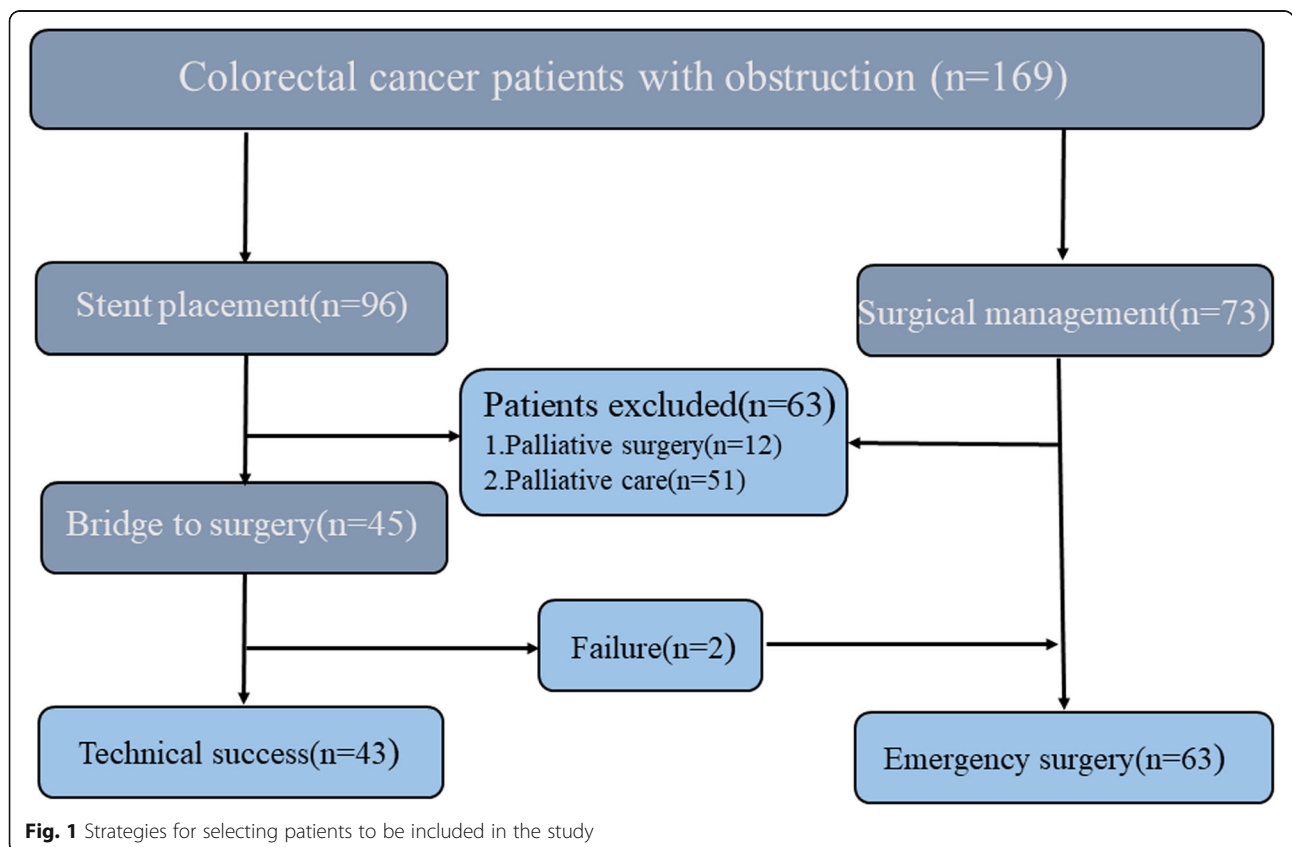 Colorectal cancer patients with obstruction (n=169)
Stent placement(n=96)
Surgical management(n=73)
Patients excluded(n=63)
1.Palliative surgery(n=12)
2.Palliative care(n=51)
Bridge to surgery(n=45)
Failure(n=2)
Technical success(n=43)
Emergency surgery(n=63)
Fig. 1 Strategies for selecting patients to be included in the study